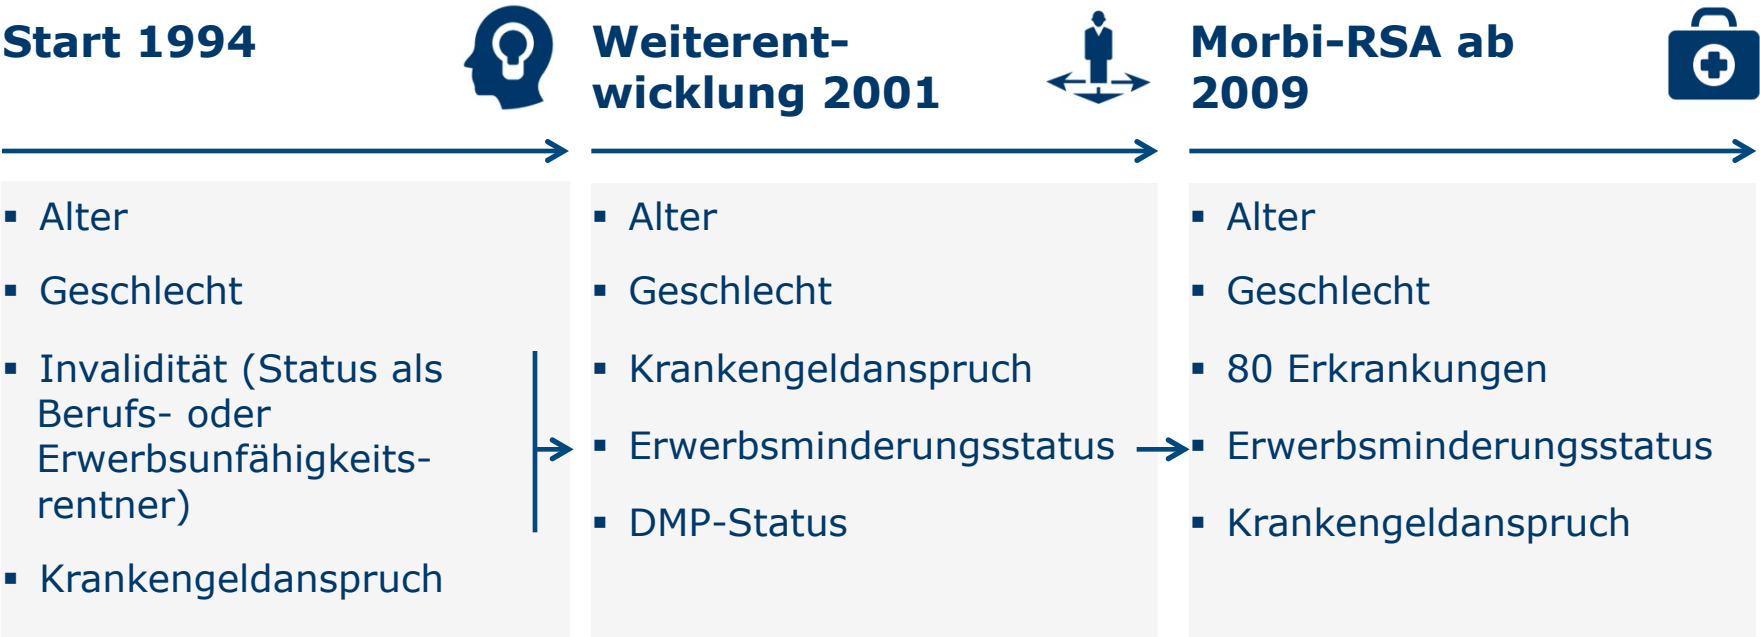 Start 1994
▪ Alter
▪ Geschlecht
▪ Invalidität (Status als
Berufs- oder
Erwerbsunfähigkeits-
rentner)
▪ Krankengeldanspruch
Weiterent-
wicklung 2001
▪ Alter
▪ Geschlecht
▪ Krankengeldanspruch
▪ Erwerbsminderungsstatus
▪ DMP-Status
Morbi-RSA ab
2009
▪ Alter
▪ Geschlecht
▪ 80 Erkrankungen
▪ Erwerbsminderungsstatus
▪ Krankengeldanspruch